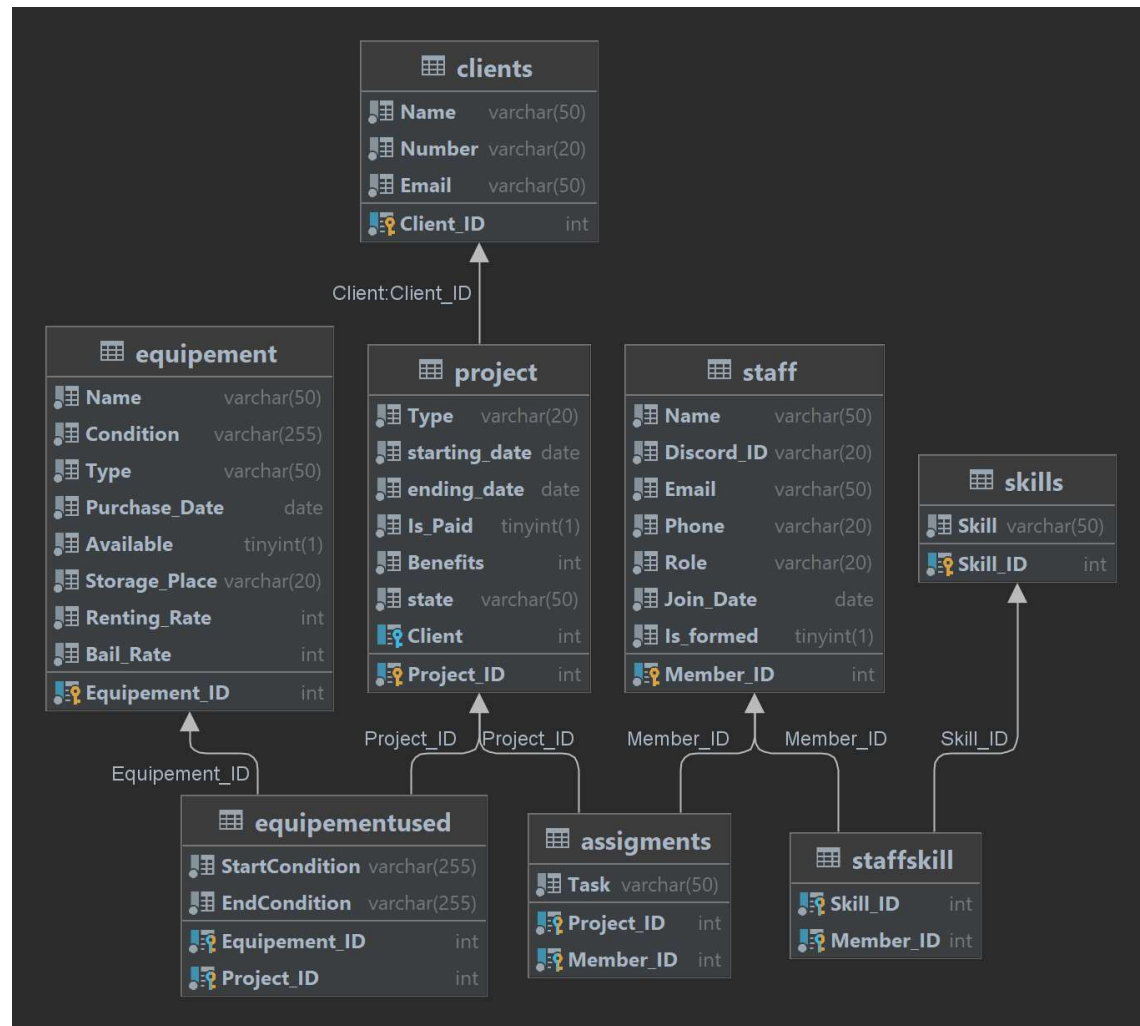 clients
Name varchar(50)
Number varchar(20)
Email varchar(50)
Client_ID int
Client:Client_ID
equipement
Name varchar(50)
Condition varchar(255)
Type varchar(50)
Purchase_Date date
Available tinyint(1)
Storage_Place varchar(20)
Renting_Rate int
Bail_Rate int
Equipement_ID int
project
Type varchar(20)
starting_date date
ending_date date
Is_Paid tinyint(1)
Benefits int
state varchar(50)
Client int
Project_ID int
staff
Name varchar(50)
Discord_ID varchar(20)
Email varchar(50)
Phone varchar(20)
Role varchar(20)
Join_Date date
Is_formed tinyint(1)
Member_ID int
skills
Skill varchar(50)
Skill_ID int
Equipement_ID
Project_ID
Project_ID
Member_ID
Member_ID
Skill_ID
equipementused
StartCondition varchar(255)
EndCondition varchar(255)
Equipement_ID int
Project_ID int
assigments
Task varchar(50)
Project_ID int
Member_ID int
staffskill
Skill_ID int
Member_ID int